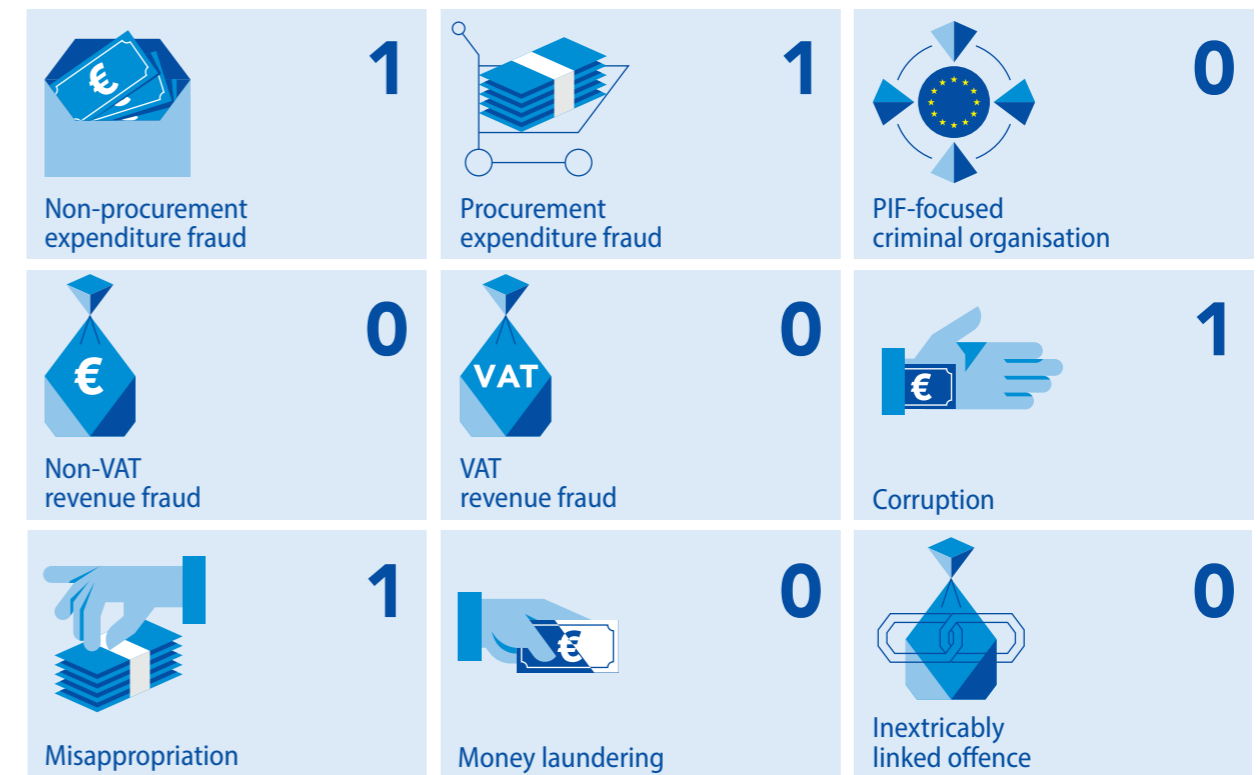 €
€
1
Non-procurement
expenditure fraud
1
Procurement
expenditure fraud
0
PIF-focused
criminal organisation
€
0
Non-VAT
revenue fraud
VAT
0
VAT
revenue fraud
€
1
Corruption
1
Misappropriation
€
0
Money laundering
0
Inextricably
linked offence